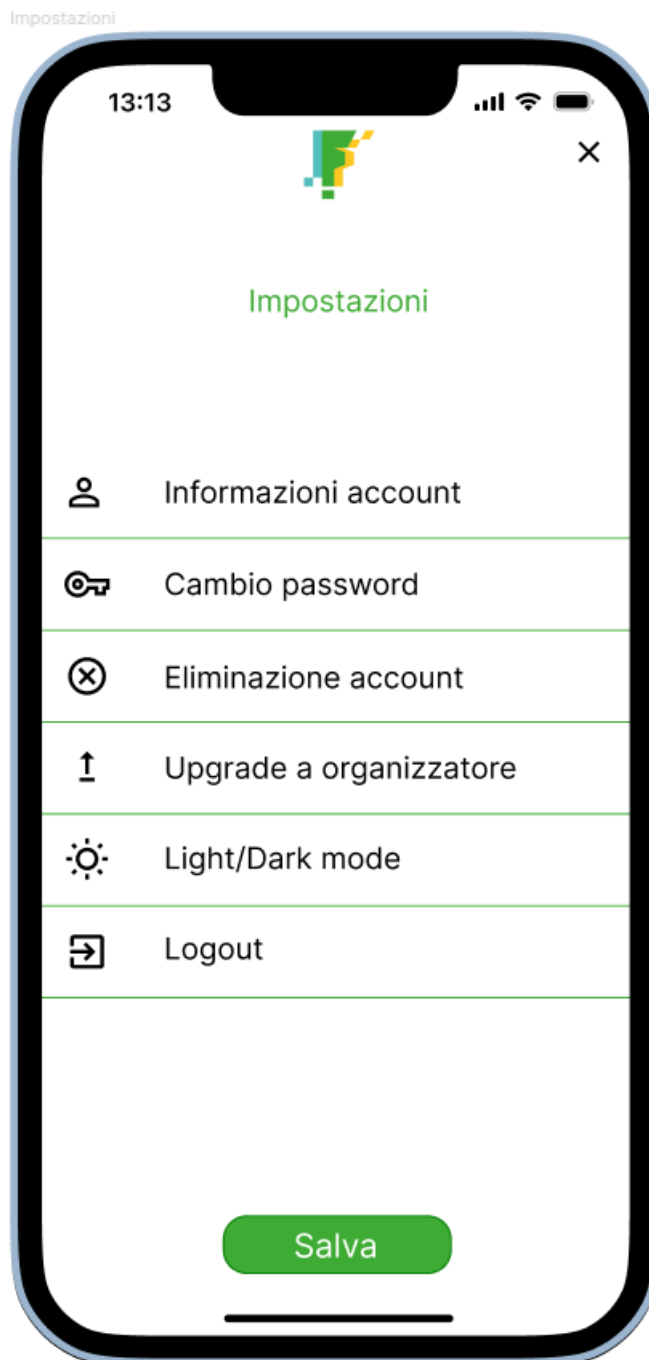 Impostazioni
13:13
Impostazioni
Informazioni account
Cambio password
Eliminazione account
Upgrade a organizzatore
Light/Dark mode
Logout
Salva